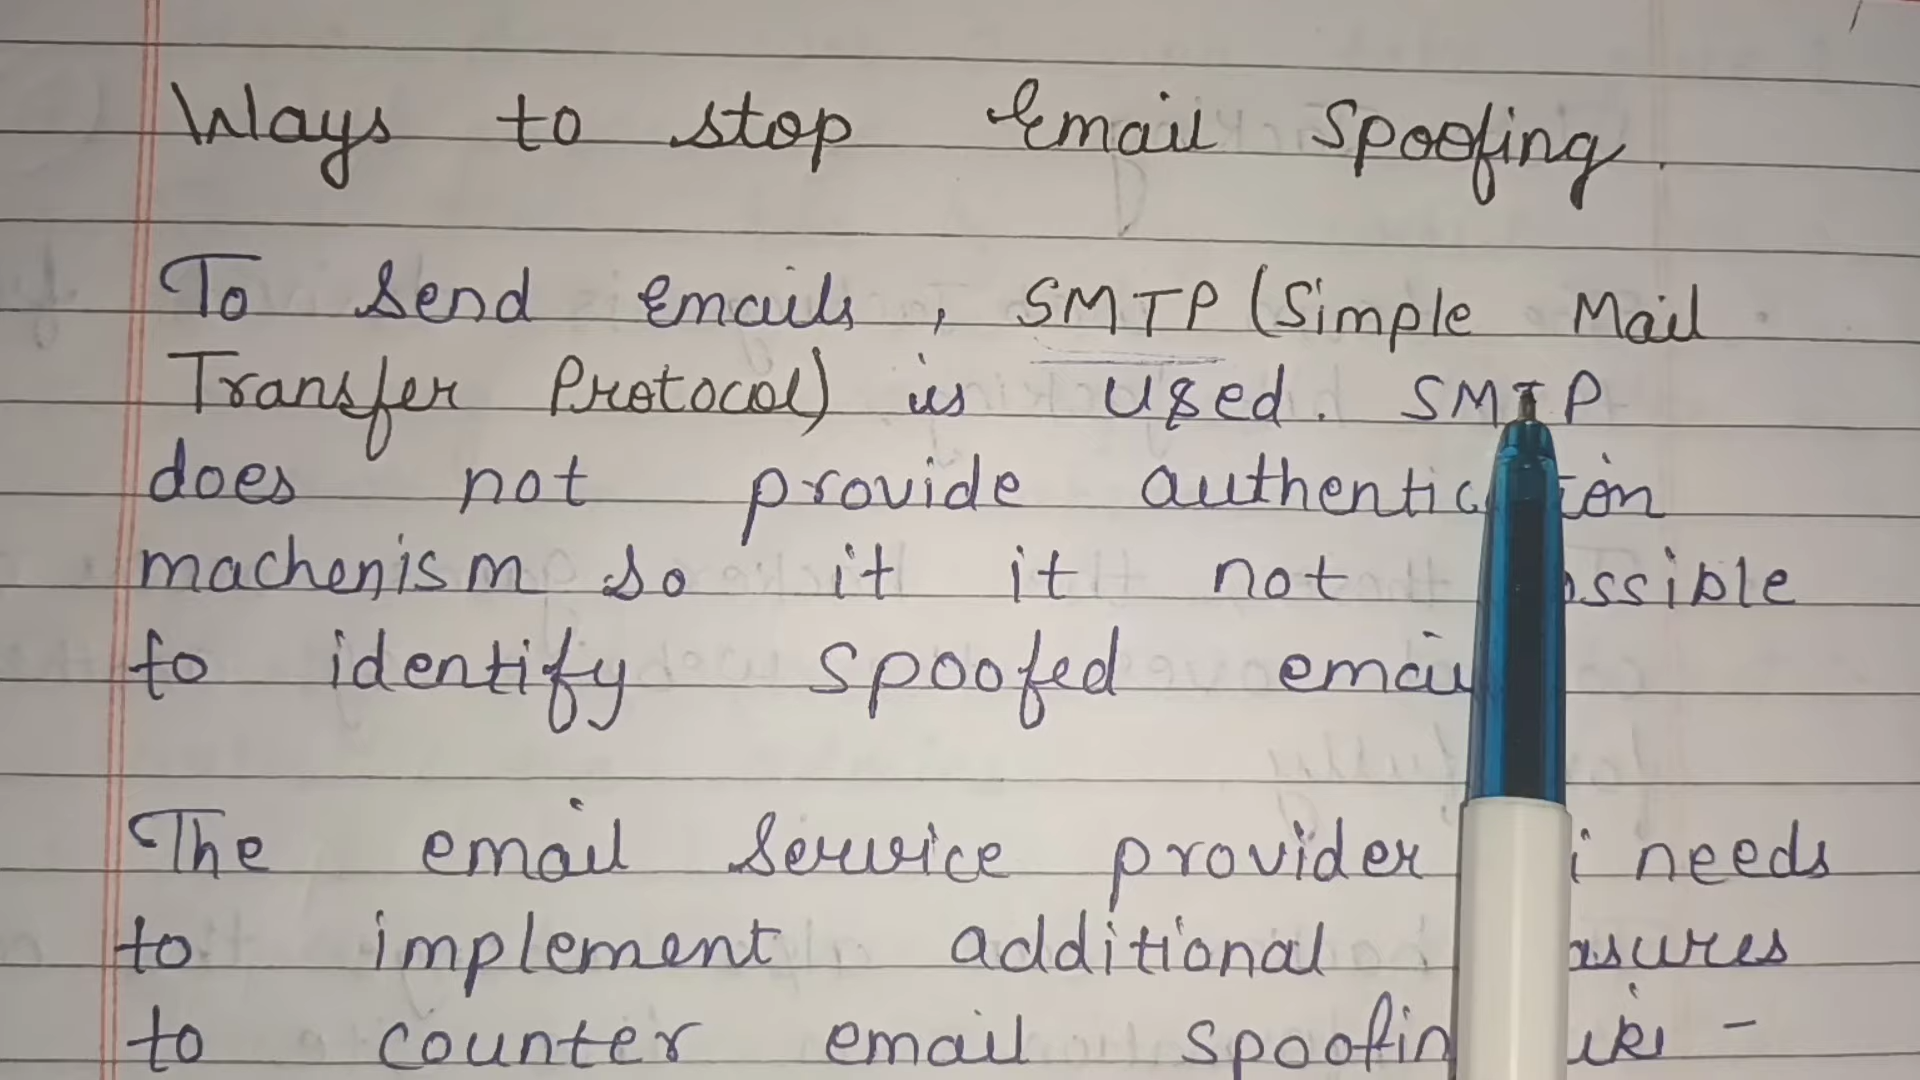 Ways to stop Email Spoofing.
To send emails, SMTP (Simple Mail
Transfer Protocol) is used. SMTP
does not provide
machenism so it it not
to identify spoofed
The email service provider needs
to implement additional
to counter email